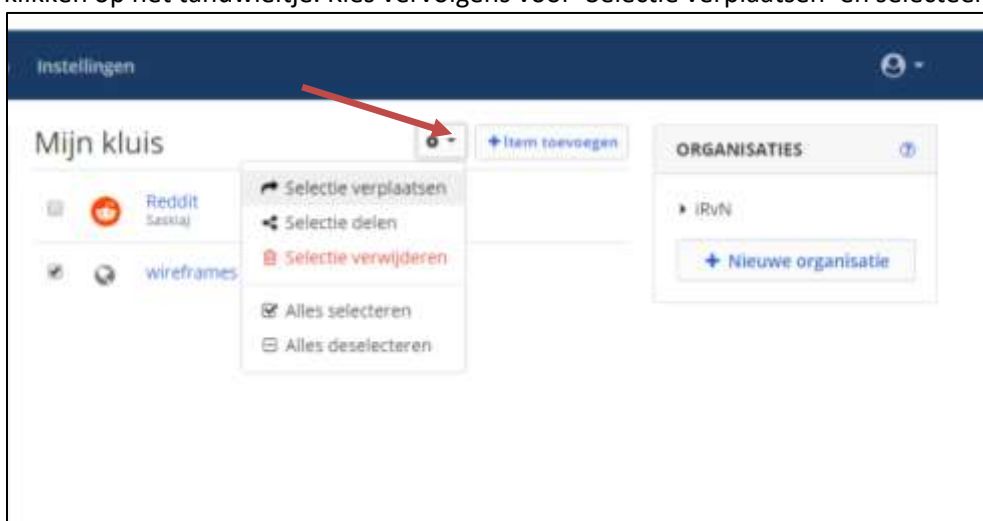 klikken op het tandwieltje. Kies vervolgens voor 'Selectie verplaatsen' en selecteer
Instellingen
Mijn kluis
+ Item toevoegen
ORGANISATIES
Selectie verplaatsen
Reddit
SaskiaJ
iRvN
Selectie delen
Selectie verwijderen
+ Nieuwe organisatie
wireframes
Alles selecteren
Alles deselecteren